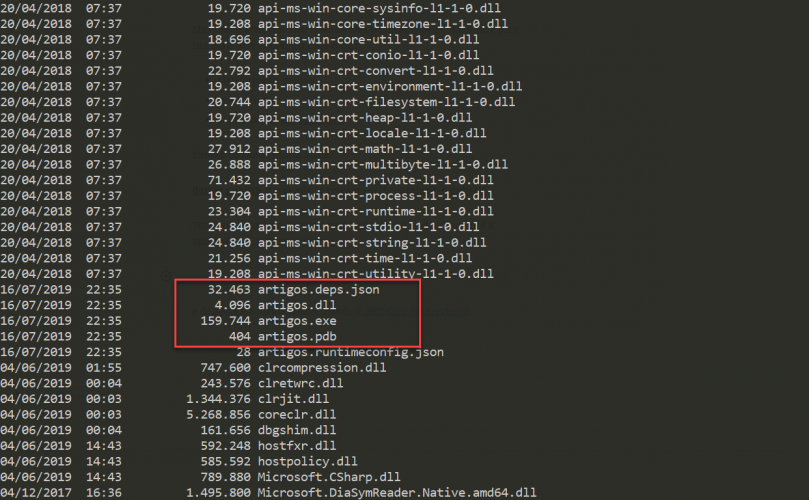 20/04/2018 07:37 19.720 api-ms-win-core-sysinfo-l1-1-0.dll
20/04/2018 07:37 19.208 api-ms-win-core-timezone-l1-1-0.dll
20/04/2018 07:37 18.696 api-ms-win-core-util-l1-1-0.dll
20/04/2018 07:37 19.720 api-ms-win-crt-conio-l1-1-0.dll
20/04/2018 07:37 22.792 api-ms-win-crt-convert-l1-1-0.dll
20/04/2018 07:37 19.208 api-ms-win-crt-environment-l1-1-0.dll
20/04/2018 07:37 20.744 api-ms-win-crt-filesystem-l1-1-0.dll
20/04/2018 07:37 19.720 api-ms-win-crt-heap-l1-1-0.dll
20/04/2018 07:37 19.208 api-ms-win-crt-locale-l1-1-0.dll
20/04/2018 07:37 27.912 api-ms-win-crt-math-l1-1-0.dll
20/04/2018 07:37 26.888 api-ms-win-crt-multibyte-l1-1-0.dll
20/04/2018 07:37 71.432 api-ms-win-crt-private-l1-1-0.dll
20/04/2018 07:37 19.720 api-ms-win-crt-process-l1-1-0.dll
20/04/2018 07:37 23.304 api-ms-win-crt-runtime-l1-1-0.dll
20/04/2018 07:37 24.840 api-ms-win-crt-stdio-l1-1-0.dll
20/04/2018 07:37 24.840 api-ms-win-crt-string-l1-1-0.dll
20/04/2018 07:37 21.256 api-ms-win-crt-time-l1-1-0.dll
20/04/2018 07:37 19.208 api-ms-win-crt-utility-l1-1-0.dll
16/07/2019 22:35 32.463 artigos.deps.json
16/07/2019 22:35 4.096 artigos.dll
16/07/2019 22:35 159.744 artigos.exe
16/07/2019 22:35 404 artigos.pdb
16/07/2019 22:35 28 artigos.runtimeconfig.json
04/06/2019 01:55 747.600 clrcompression.dll
04/06/2019 00:04 243.576 clretwrc.dll
04/06/2019 00:03 1.344.376 clrjit.dll
04/06/2019 00:03 5.268.856 coreclr.dll
04/06/2019 00:04 161.656 dbgshim.dll
04/06/2019 14:43 592.248 hostfxr.dll
04/06/2019 14:43 585.592 hostpolicy.dll
04/06/2019 14:43 789.880 Microsoft.CSharp.dll
04/12/2017 16:36 1.495.800 Microsoft.DiaSymReader.Native.amd64.dll